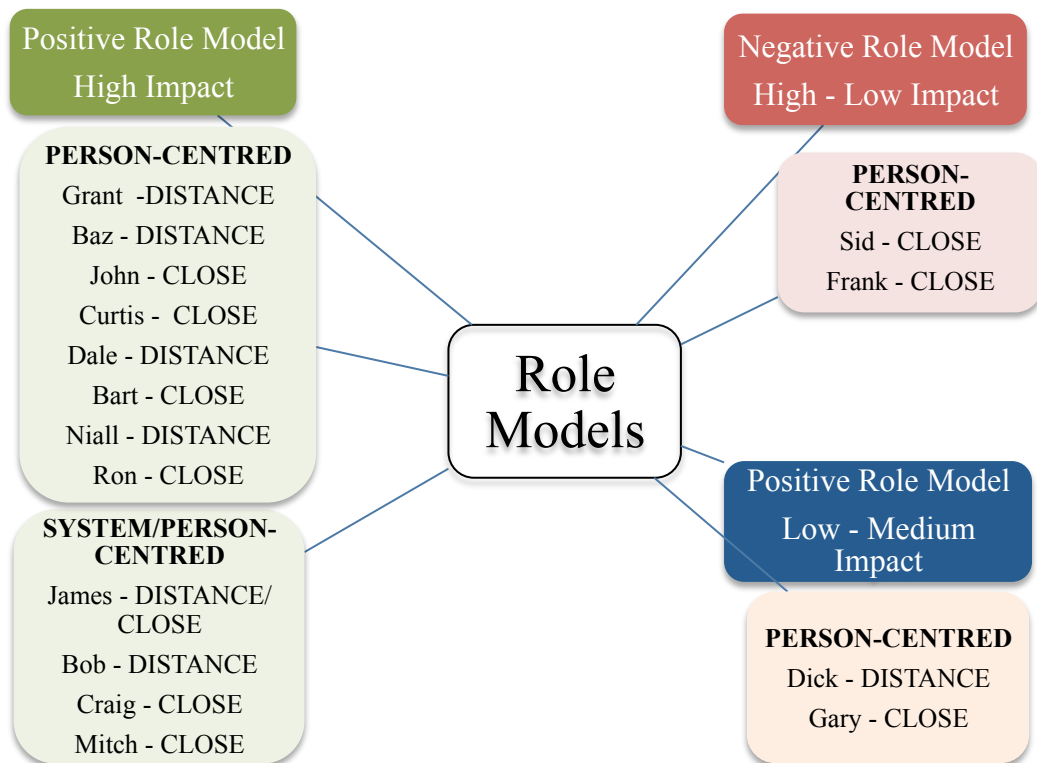 Positive Role Model
High Impact
PERSON-CENTRED
Grant -DISTANCE
Baz - DISTANCE
John - CLOSE
Curtis - CLOSE
Dale - DISTANCE
Bart - CLOSE
Niall - DISTANCE
Ron - CLOSE
SYSTEM/PERSON-
CENTRED
James - DISTANCE/
CLOSE
Bob - DISTANCE
Craig - CLOSE
Mitch - CLOSE
Role
Models
Negative Role Model
High - Low Impact
PERSON-
CENTRED
Sid - CLOSE
Frank - CLOSE
Positive Role Model
Low - Medium
Impact
PERSON-CENTRED
Dick - DISTANCE
Gary - CLOSE